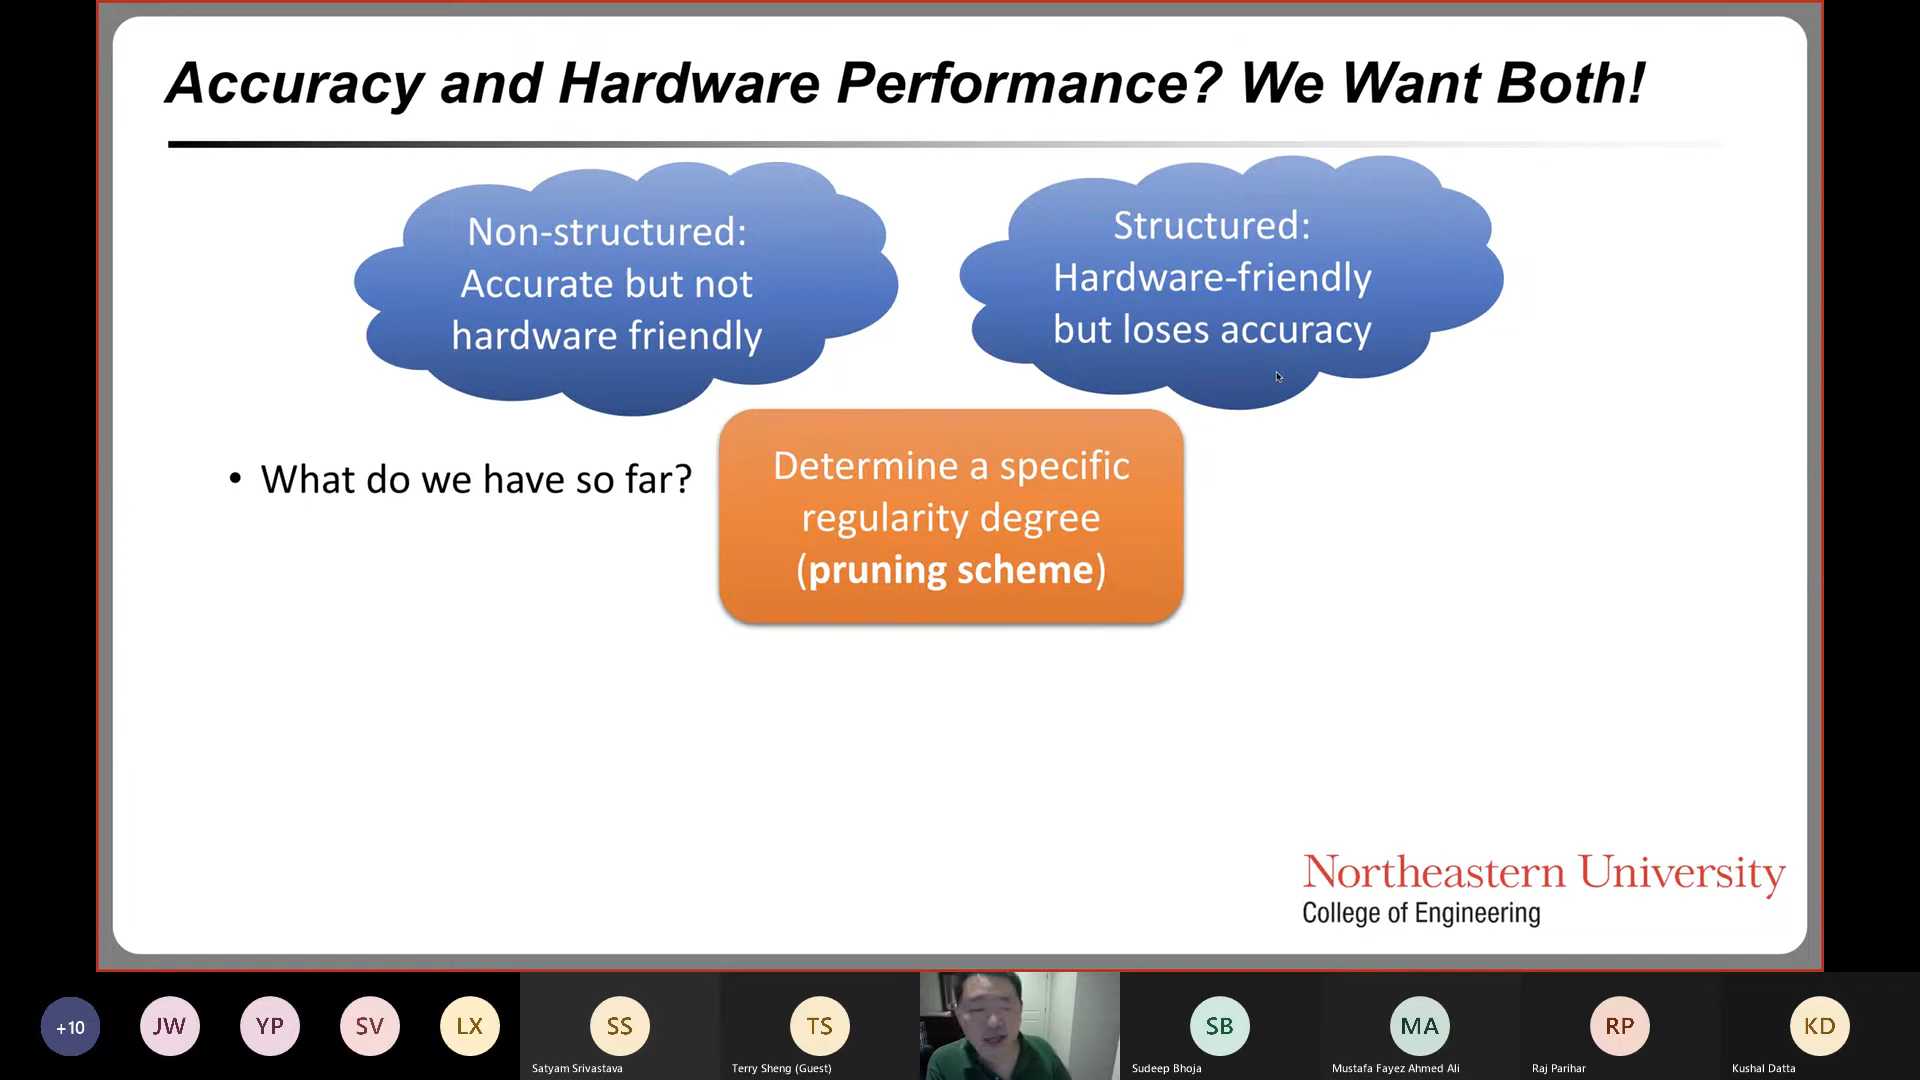 Accuracy and Hardware Performance? We Want Both!
Non-structured:
Accurate but not
hardware friendly
Structured:
Hardware-friendly
but loses accuracy
• What do we have so far?
Determine a specific
regularity degree
(pruning scheme)
Northeastern University
College of Engineering
+10
JW
YP
SV
LX
SS
Satyam Srivastava
TS
Terry Sheng (Guest)
SB
Sudeep Bhoja
MA
Mustafa Fayez Ahmed Ali
RP
Raj Parihar
KD
Kushal Datta